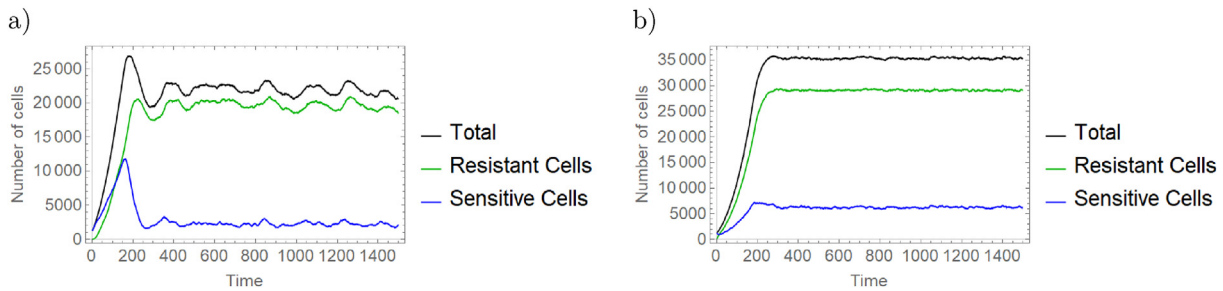 a)
25 000
20 000
15 000
10 000
5000
0
Number of cells
0 200 400 600 800 1000 1200 1400
Time
Total
Resistant Cells
Sensitive Cells
b)
35 000
30 000
25 000
20 000
15 000
10 000
5000
0
Number of cells
0 200 400 600 800 1000 1200 1400
Time
Total
Resistant Cells
Sensitive Cells